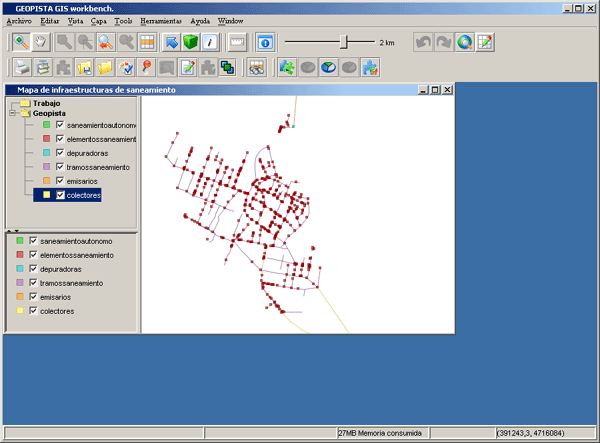 GEOPISTA GIS workbench.
Archivo Editar Vista Capa Tools Herramientas Ayuda Window
2 km
Mapa de infraestructuras de saneamiento
Trabajo
Geopista
saneamientoautonomo
elementossaneamient
depuradoras
tramossaneamiento
emisarios
colectores
saneamientoautonomo
elementossaneamiento
depuradoras
tramossaneamiento
emisarios
colectores
27MB Memoria consumida
(391243,3, 4716084)